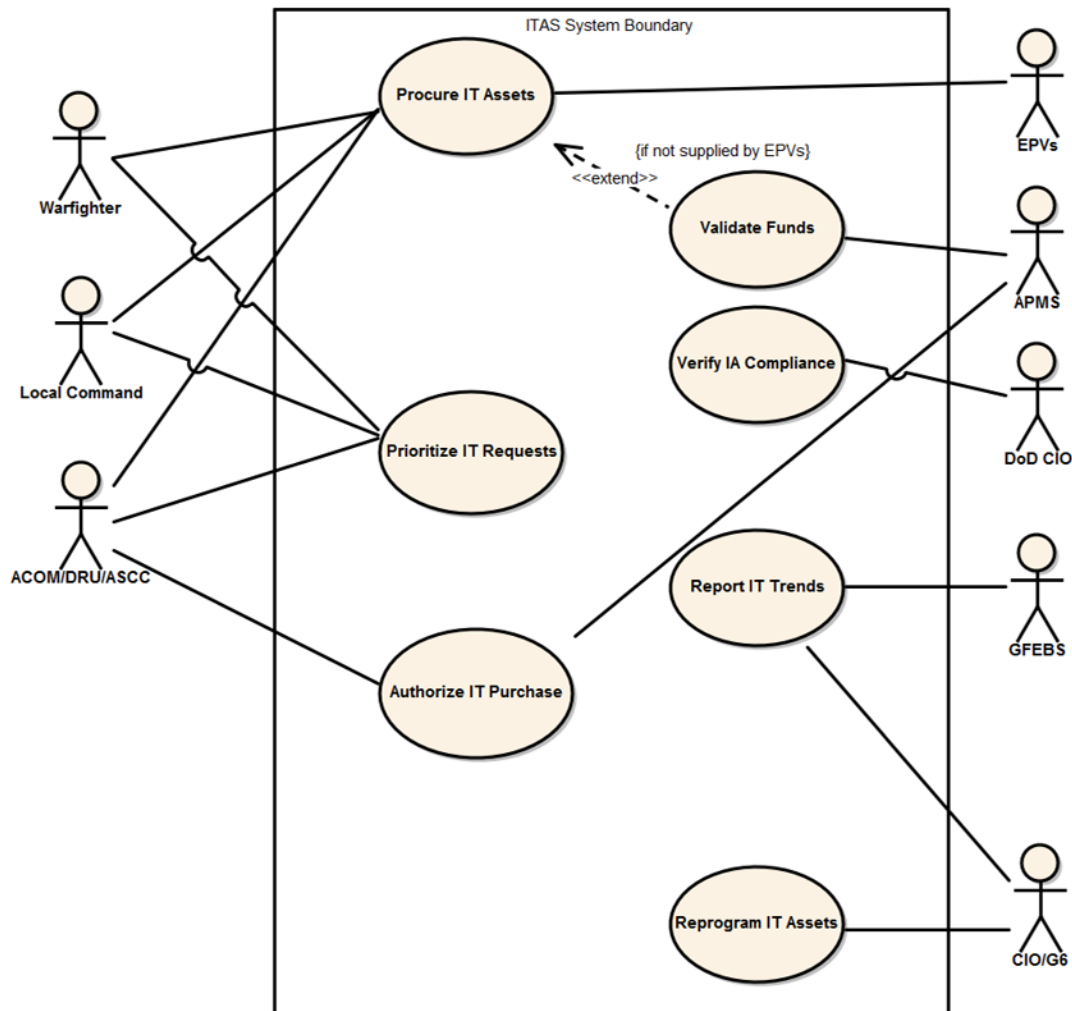 ITAS System Boundary
Procure IT Assets
EPVs
Warfighter
{if not supplied by EPVs}
<<extend>>
Validate Funds
APMS
Local Command
Verify IA Compliance
DoD CIO
Prioritize IT Requests
ACOM/DRU/ASCC
Report IT Trends
GFEBS
Authorize IT Purchase
Reprogram IT Assets
CIO/G6